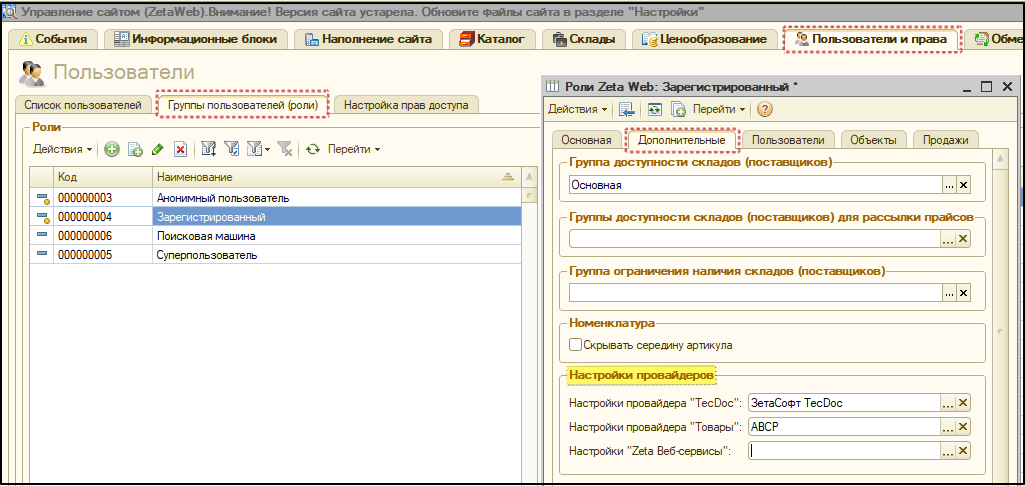 Управление сайтом (ZetaWeb).Внимание! Версия сайта устарела. Обновите файлы сайта в разделе "Настройки"
События Информационные блоки Наполнение сайта Каталог Склады Ценообразование Пользователи и права Обме
Пользователи
Список пользователей Группы пользователей (роли) Настройка прав доступа
Роли
Действия Перейти
Код Наименование
000000003 Анонимный пользователь
000000004 Зарегистрированный
000000006 Поисковая машина
000000005 Суперпользователь
Роли Zeta Web: Зарегистрированный *
Действия Перейти
Основная Дополнительные Пользователи Объекты Продажи
Группа доступности складов (поставщиков)
Основная ... x
Группы доступности складов (поставщиков) для рассылки прайсов
... x
Группа ограничения наличия складов (поставщиков)
... x
Номенклатура
Скрывать середину артикула
Настройки провайдеров
Настройки провайдера "TecDoc": ЗетаСофт TecDoc ... x
Настройки провайдера "Товары": ABCP ... x
Настройки "Zeta Веб-сервисы": ... x